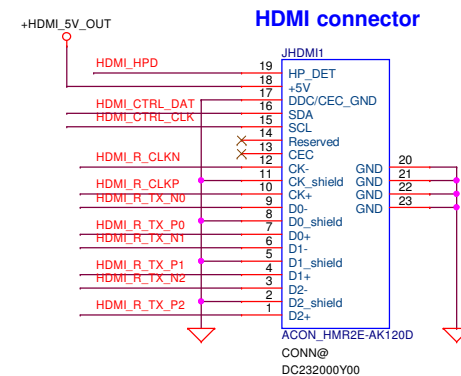 HDMI connector
+HDMI_5V_OUT
JHDMI1
HDMI_HPD 19 HP_DET
18 +5V
17 DDC/CEC_GND
HDMI_CTRL_DAT 16 SDA
HDMI_CTRL_CLK 15 SCL
14 Reserved
13 CEC
HDMI_R_CLKN 12 CK- GND 20
11 CK_shield GND 21
HDMI_R_CLKP 10 CK+ GND 22
HDMI_R_TX_N0 9 D0- GND 23
8 D0_shield
HDMI_R_TX_P0 7 D0+
HDMI_R_TX_N1 6 D1-
5 D1_shield
HDMI_R_TX_P1 4 D1+
HDMI_R_TX_N2 3 D2-
2 D2_shield
HDMI_R_TX_P2 1 D2+
ACON_HMR2E-AK120D
CONN@
DC232000Y00